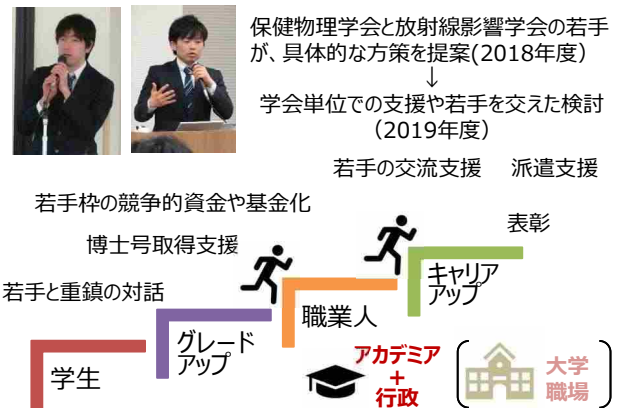 保健物理学会と放射線影響学会の若手
が、具体的な方策を提案(2018年度)
↓
学会単位での支援や若手を交えた検討
（2019年度）
若手の交流支援 派遣支援
若手枠の競争的資金や基金化
表彰
博士号取得支援
若手と重鎮の対話
キャリア
アップ
職業人
グレード
アップ
学生
アカデミア
+
行政
大学
職場